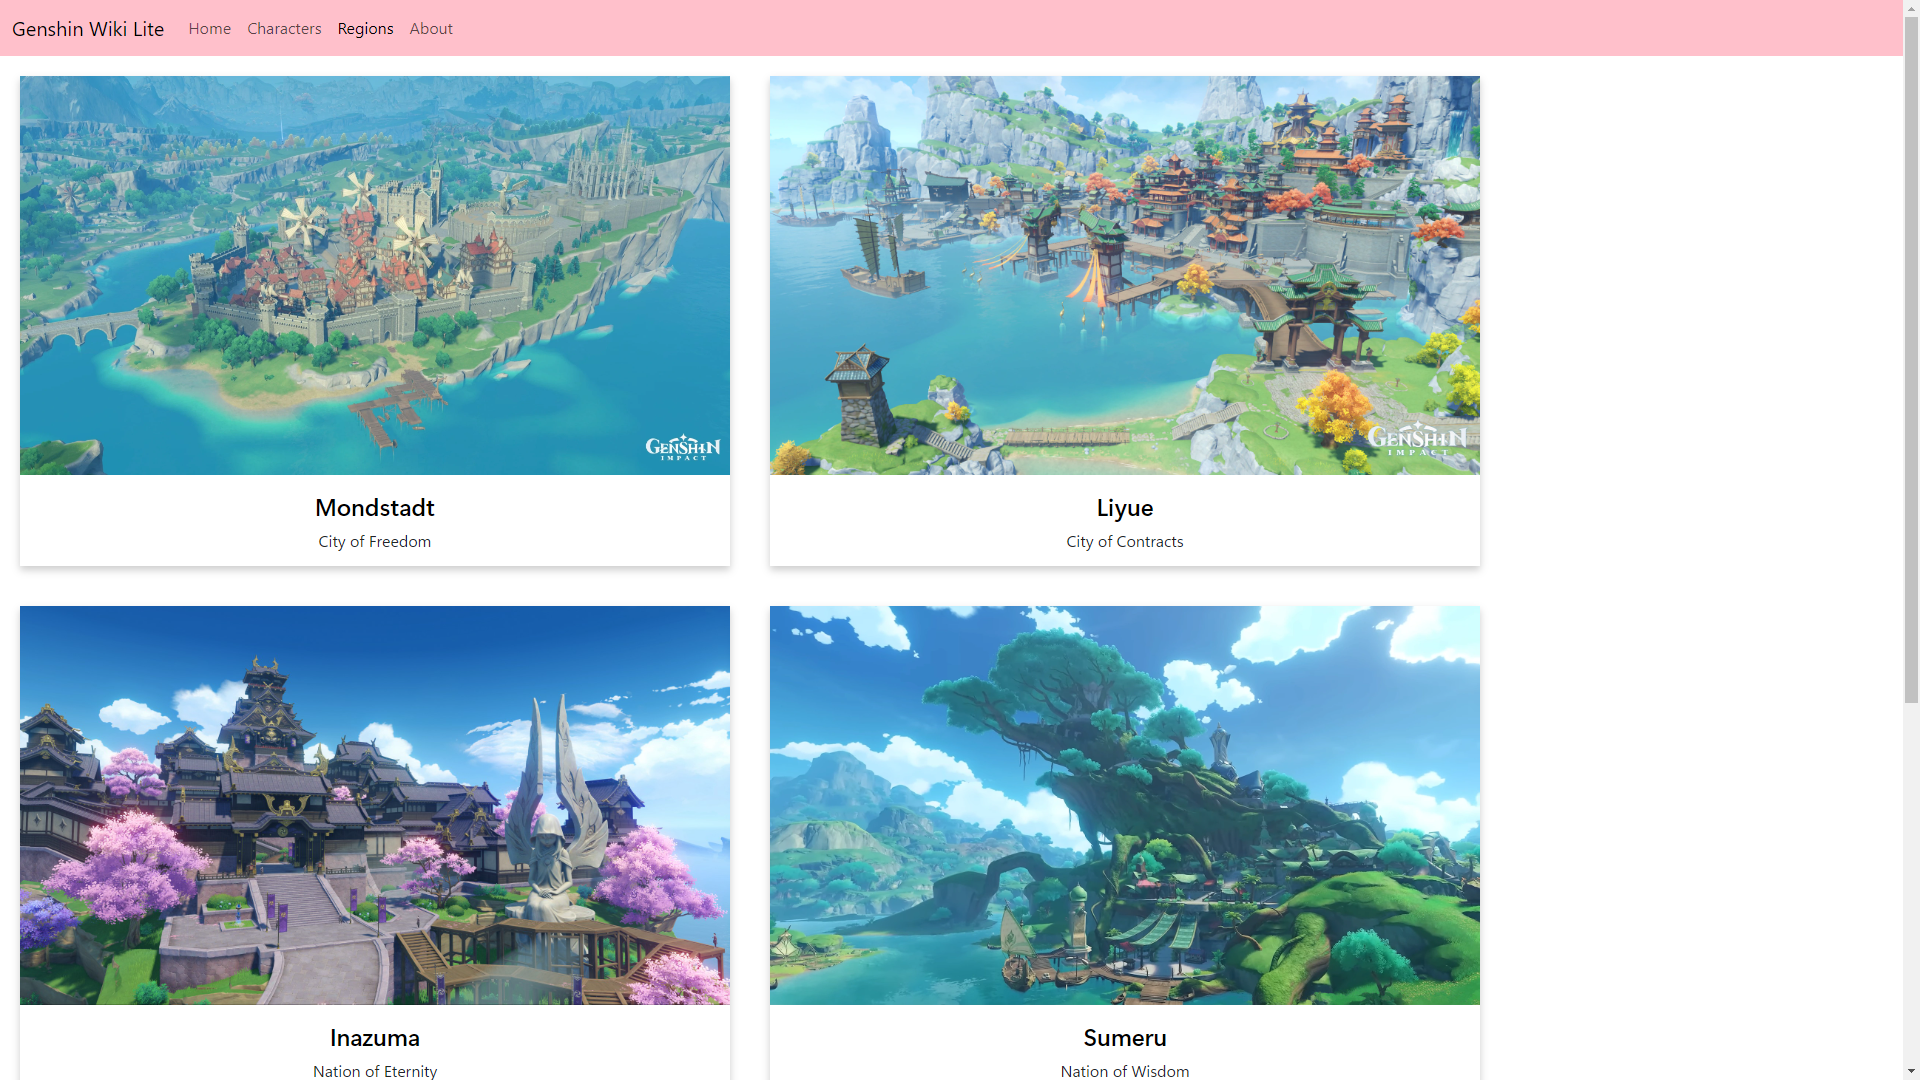 Genshin Wiki Lite Home Characters Regions About
GENSHIN
IMPACT
GENSHIN
IMPACT
Mondstadt
City of Freedom
Liyue
City of Contracts
Inazuma
Nation of Eternity
Sumeru
Nation of Wisdom